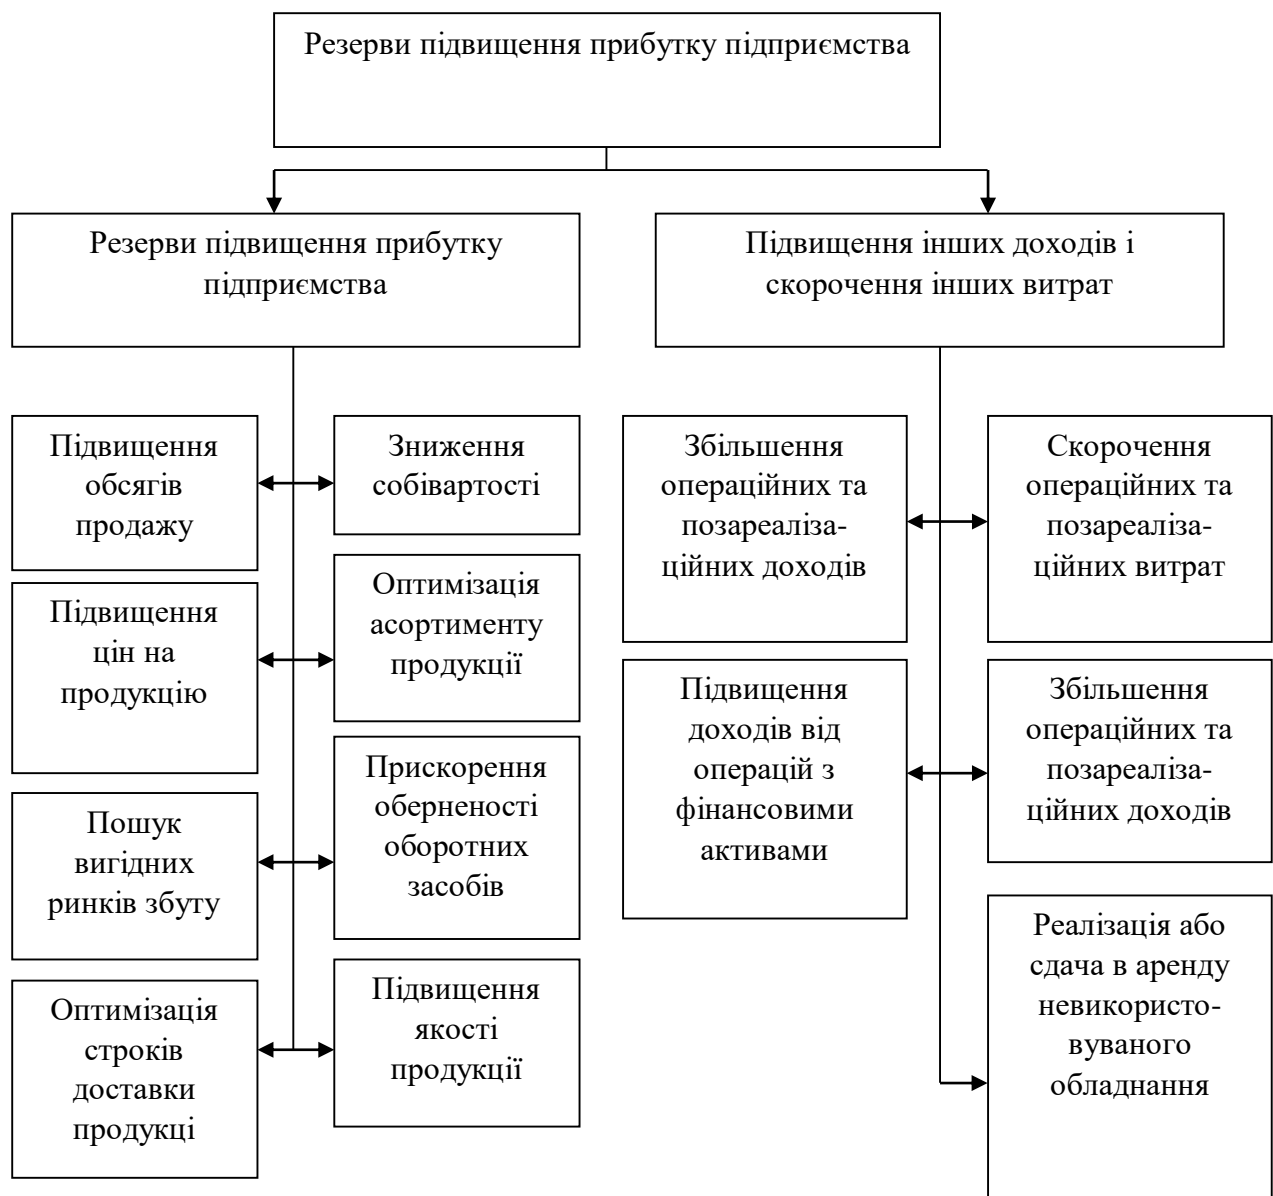 Резерви підвищення прибутку підприємства
Резерви підвищення прибутку
підприємства
Підвищення інших доходів і
скорочення інших витрат
Підвищення
обсягів
продажу
Зниження
собівартості
Підвищення
цін на
продукцію
Оптимізація
асортименту
продукції
Пошук
вигідних
ринків збуту
Прискорення
оберненості
оборотних
засобів
Оптимізація
строків
доставки
продукці
Підвищення
якості
продукції
Збільшення
операційних та
позареаліза-
ційних доходів
Скорочення
операційних та
позареаліза-
ційних витрат
Підвищення
доходів від
операцій з
фінансовими
активами
Збільшення
операційних та
позареаліза-
ційних доходів
Реалізація або
сдача в аренду
невикористо-
вуваного
обладнання